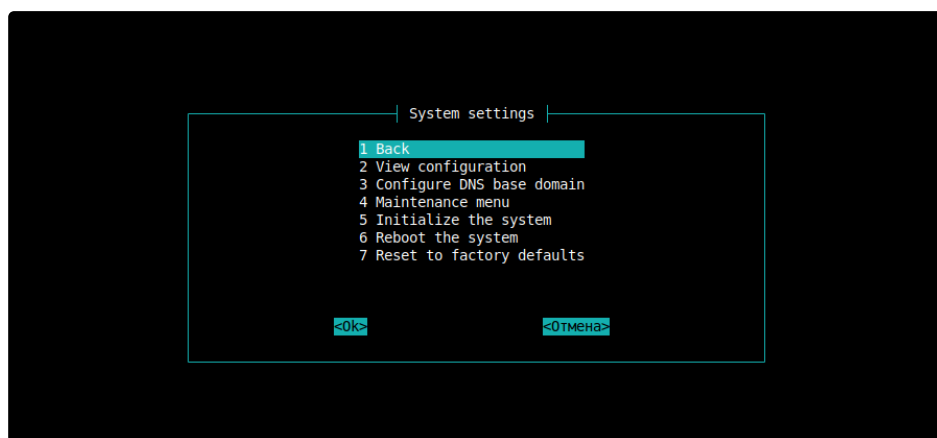 System settings
1 Back
2 View configuration
3 Configure DNS base domain
4 Maintenance menu
5 Initialize the system
6 Reboot the system
7 Reset to factory defaults
<Ok> <Отмена>